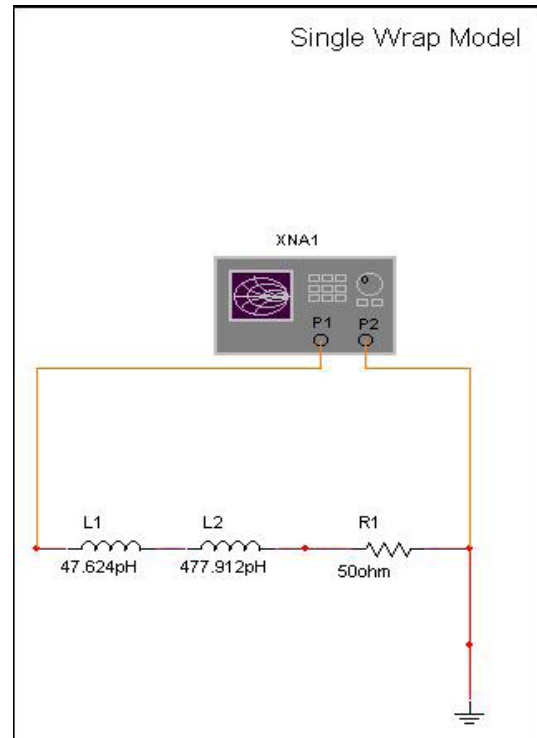 Single Wrap Model
XNA1
P1 P2
L1 L2 R1
47.624pH 477.912pH 50ohm